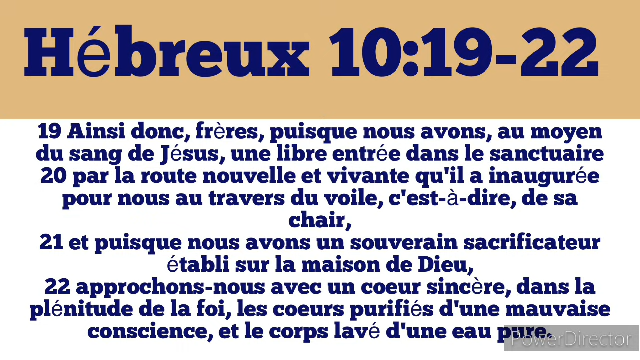 Hébreux 10:19-22
19 Ainsi donc, frères, puisque nous avons, au moyen
du sang de Jésus, une libre entrée dans le sanctuaire
20 par la route nouvelle et vivante qu'il a inaugurée
pour nous au travers du voile, c'est-à-dire, de sa
chair,
21 et puisque nous avons un souverain sacrificateur
établi sur la maison de Dieu,
22 approchons-nous avec un coeur sincère, dans la
plénitude de la foi, les coeurs purifiés d'une mauvaise
conscience, et le corps lavé d'une eau pure.
PowerDirector